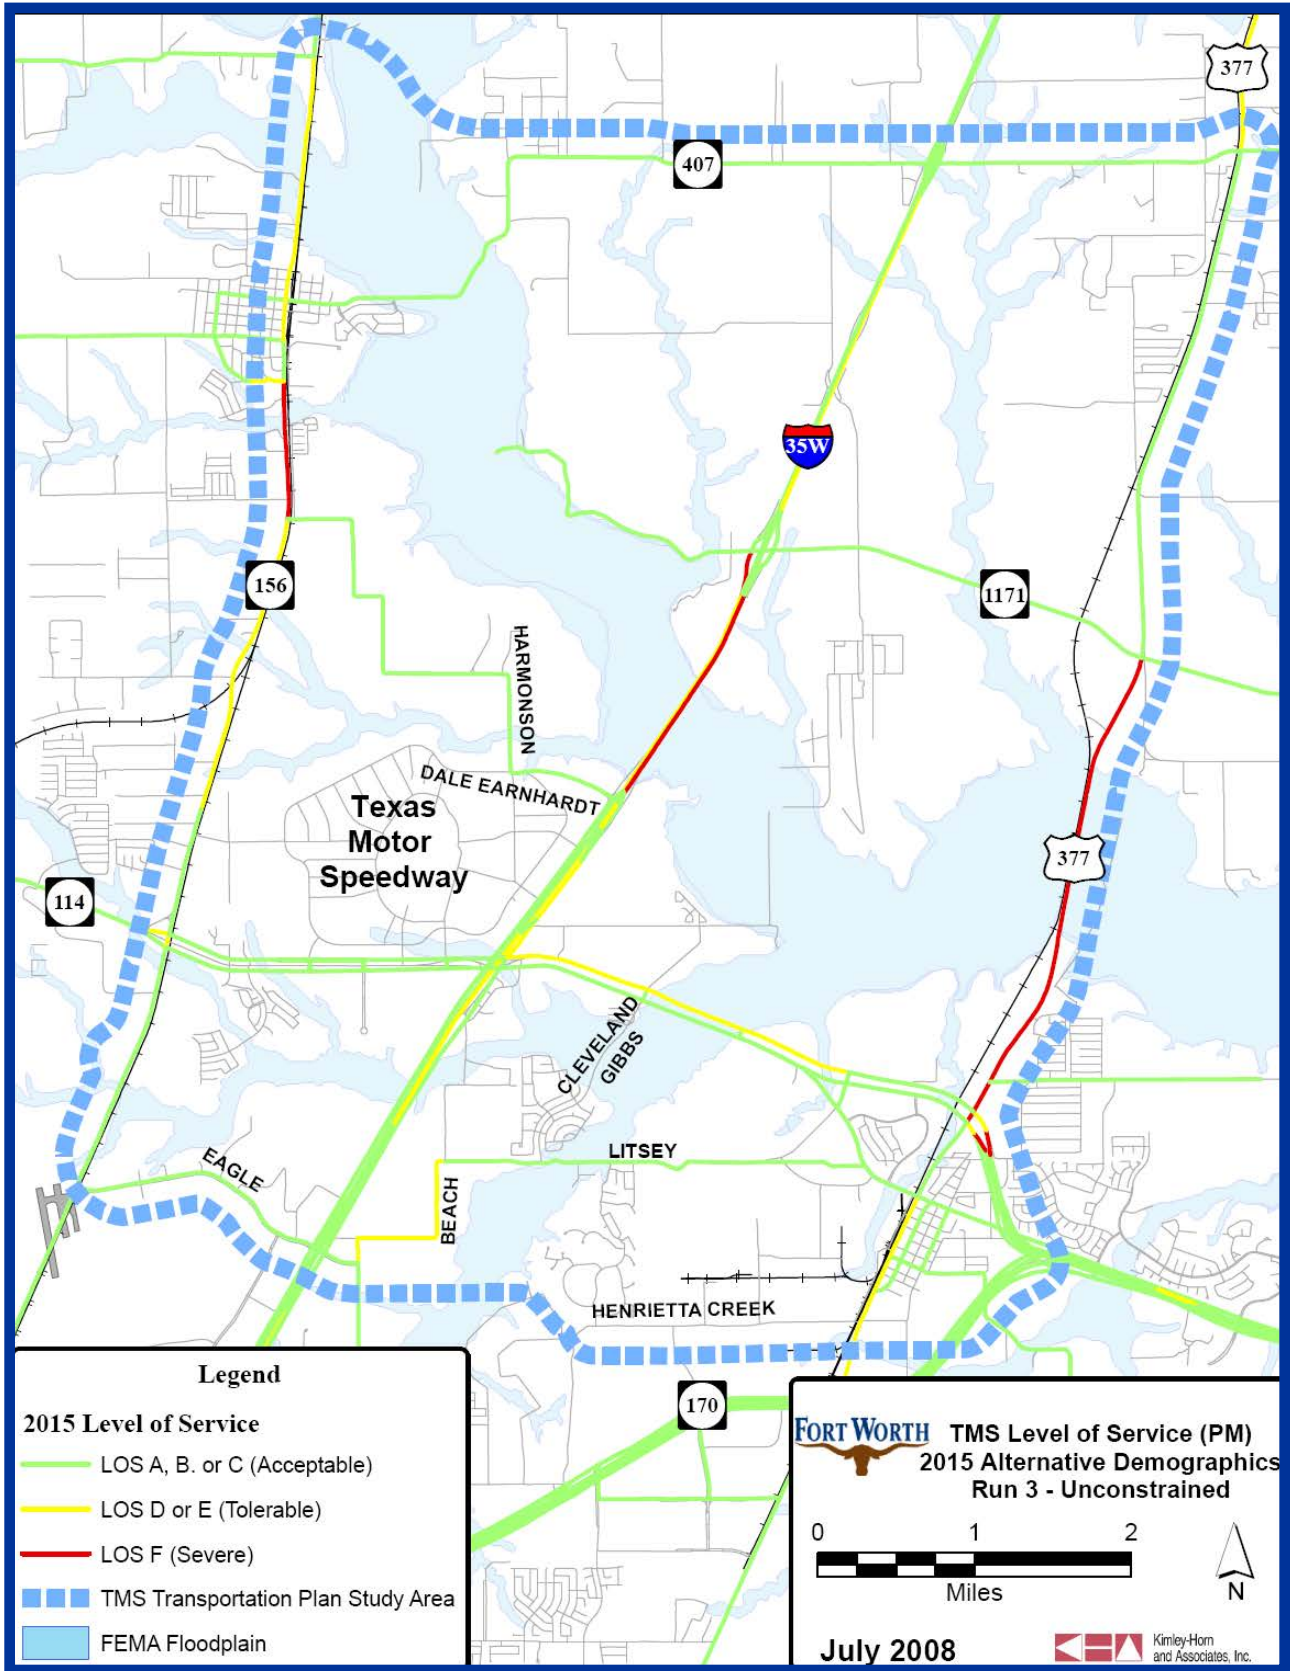 377
407
35W
156
1171
HARMONSON
DALE EARNHARDT
Texas
Motor
Speedway
377
114
CLEVELAND
GIBBS
EAGLE
LITSEY
BEACH
HENRIETTA CREEK
170
Legend
2015 Level of Service
LOS A, B. or C (Acceptable)
LOS D or E (Tolerable)
LOS F (Severe)
TMS Transportation Plan Study Area
FEMA Floodplain
FORT WORTH
TMS Level of Service (PM)
2015 Alternative Demographics
Run 3 - Unconstrained
0 1 2
Miles
N
July 2008
Kimley-Horn
and Associates, Inc.